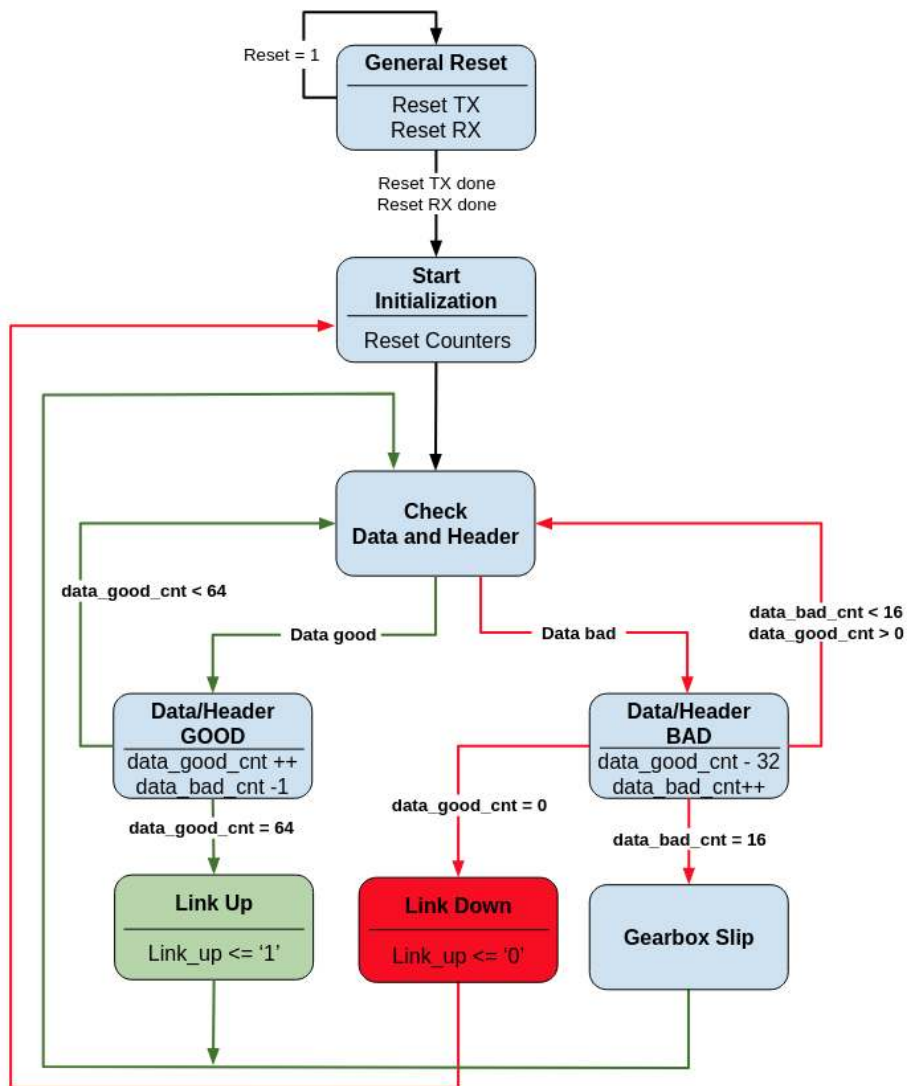 Reset = 1
General Reset
Reset TX
Reset RX
Reset TX done
Reset RX done
Start
Initialization
Reset Counters
Check
Data and Header
data_good_cnt < 64
data_bad_cnt < 16
data_good_cnt > 0
Data good
Data bad
Data/Header
GOOD
data_good_cnt ++
data_bad_cnt -1
Data/Header
BAD
data_good_cnt - 32
data_bad_cnt++
data_good_cnt = 0
data_good_cnt = 64
data_bad_cnt = 16
Link Up
Link_up <= ‘1’
Link Down
Link_up <= ‘0’
Gearbox Slip